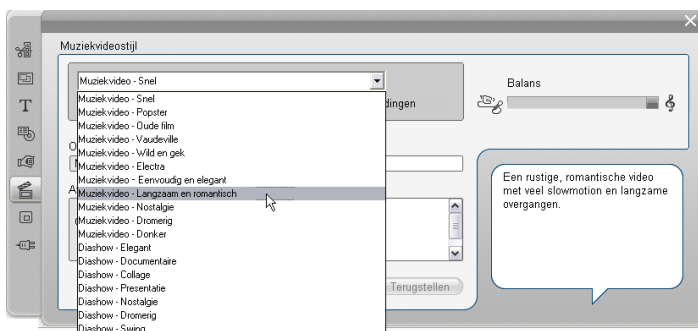 Muziekvideostijl
Muziekvideo - Snel
Muziekvideo - Snel
Muziekvideo - Popster
Muziekvideo - Oude film
Muziekvideo - Vaudeville
Muziekvideo - Wild en gek
Muziekvideo - Electra
Muziekvideo - Eenvoudig en elegant
Muziekvideo - Langzaam en romantisch
Muziekvideo - Nostalgie
Muziekvideo - Dromerig
Muziekvideo - Donker
Diashow - Elegant
Diashow - Documentaire
Diashow - Collage
Diashow - Presentatie
Diashow - Nostalgie
Diashow - Dromerig
Diashow - Swing
Terugstellen
Balans
Een rustige, romantische video
met veel slowmotion en langzame
overgangen.